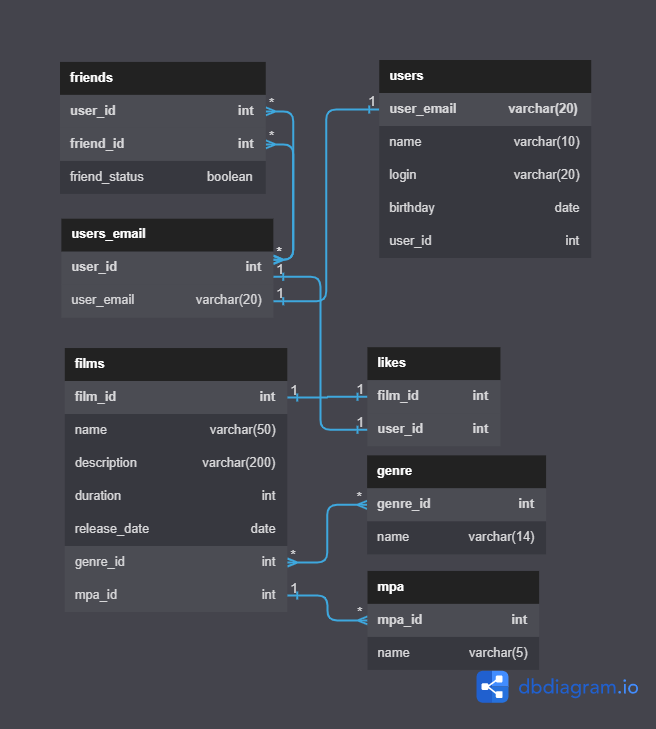 friends
user_id int *
friend_id int *
friend_status boolean
users
1 user_email varchar(20)
name varchar(10)
login varchar(20)
birthday date
user_id int
users_email
user_id int * 1
user_email varchar(20) 1
films
film_id int 1
name varchar(50)
description varchar(200)
duration int
release_date date
genre_id int *
mpa_id int 1
likes
1 film_id int
1 user_id int
genre
* genre_id int
name varchar(14)
mpa
* mpa_id int
name varchar(5)
dbdiagram.io